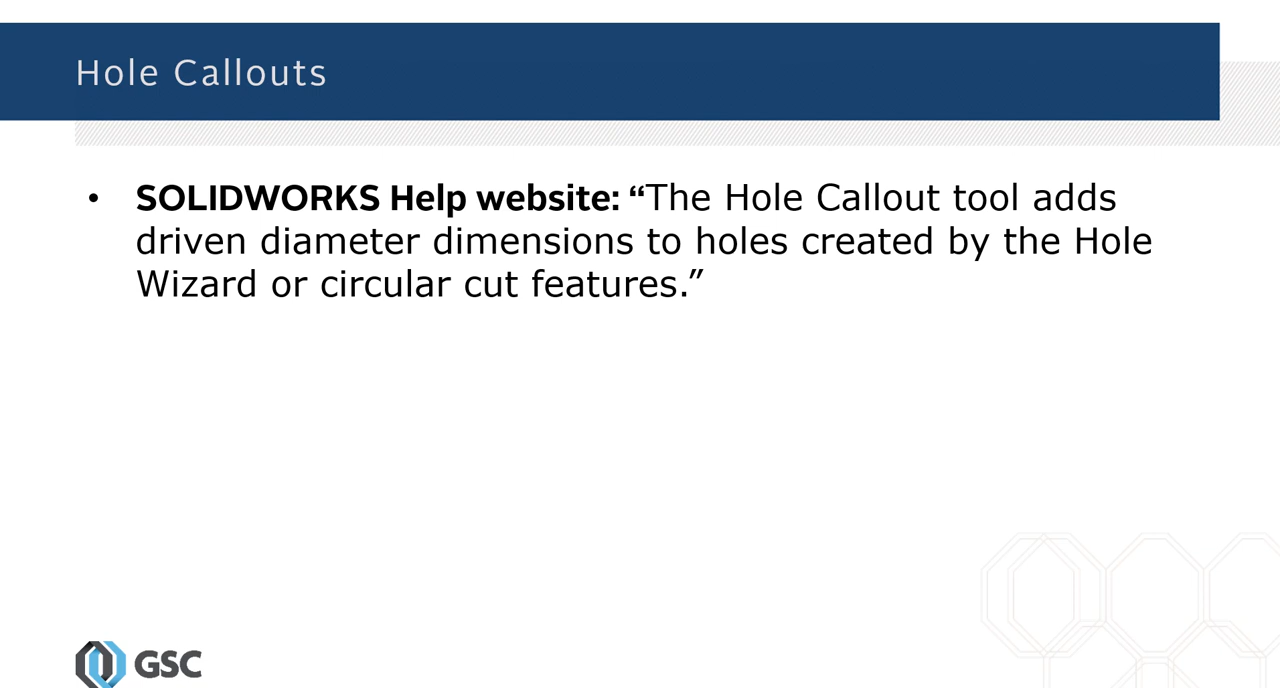 Hole Callouts
• SOLIDWORKS Help website: “The Hole Callout tool adds
driven diameter dimensions to holes created by the Hole
Wizard or circular cut features.”
GSC